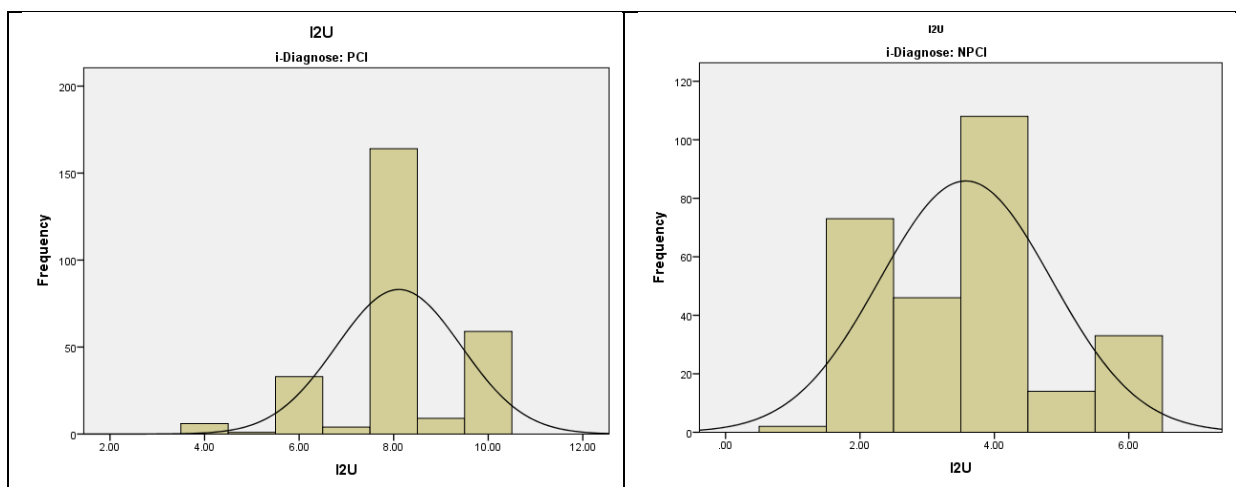 I2U
i-Diagnose: PCI
200
150
100
50
0
Frequency
2.00 4.00 6.00 8.00 10.00 12.00
I2U
I2U
i-Diagnose: NPCI
120
100
80
60
40
20
0
Frequency
.00 2.00 4.00 6.00
I2U